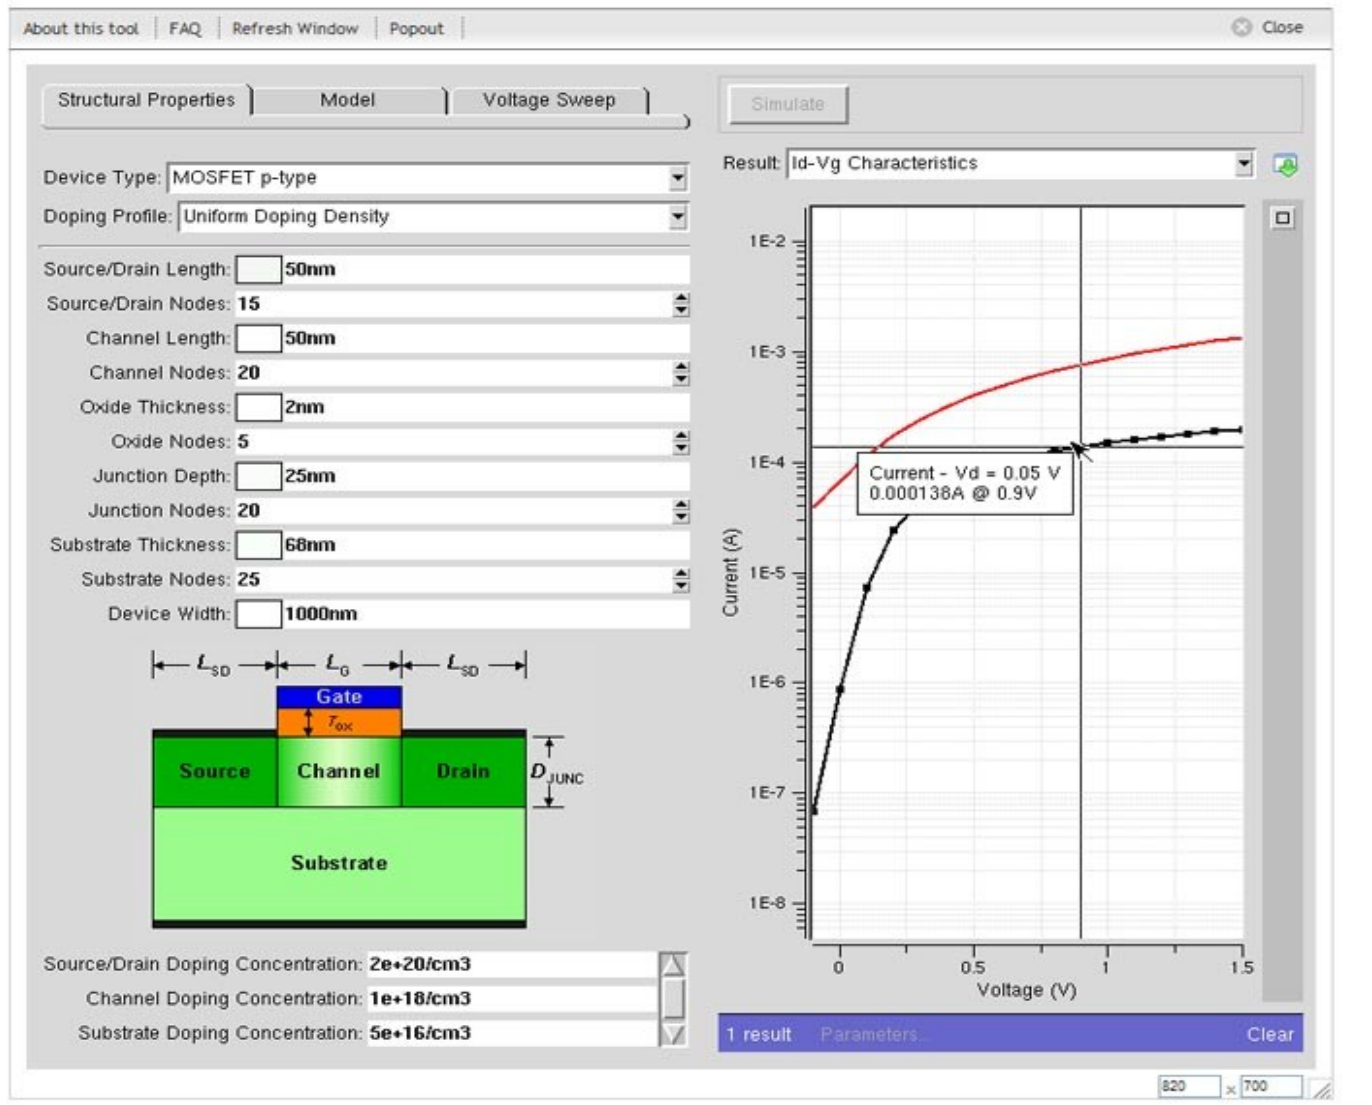 About this tool FAQ Refresh Window Popout Close
Structural Properties Model Voltage Sweep
Device Type: MOSFET p-type
Doping Profile: Uniform Doping Density
Source/Drain Length: 50nm
Source/Drain Nodes: 15
Channel Length: 50nm
Channel Nodes: 20
Oxide Thickness: 2nm
Oxide Nodes: 5
Junction Depth: 25nm
Junction Nodes: 20
Substrate Thickness: 68nm
Substrate Nodes: 25
Device Width: 1000nm
LSD LG LSD
Gate
Tox
Source Channel Drain DJUNC
Substrate
Source/Drain Doping Concentration: 2e+20/cm3
Channel Doping Concentration: 1e+18/cm3
Substrate Doping Concentration: 5e+16/cm3
Simulate
Result: Id-Vg Characteristics
1E-2
1E-3
1E-4
1E-5
1E-6
1E-7
1E-8
Current (A)
Current - Vd = 0.05 V
0.000138A @ 0.9V
0 0.5 1 1.5
Voltage (V)
1 result Parameters... Clear
820 x 700